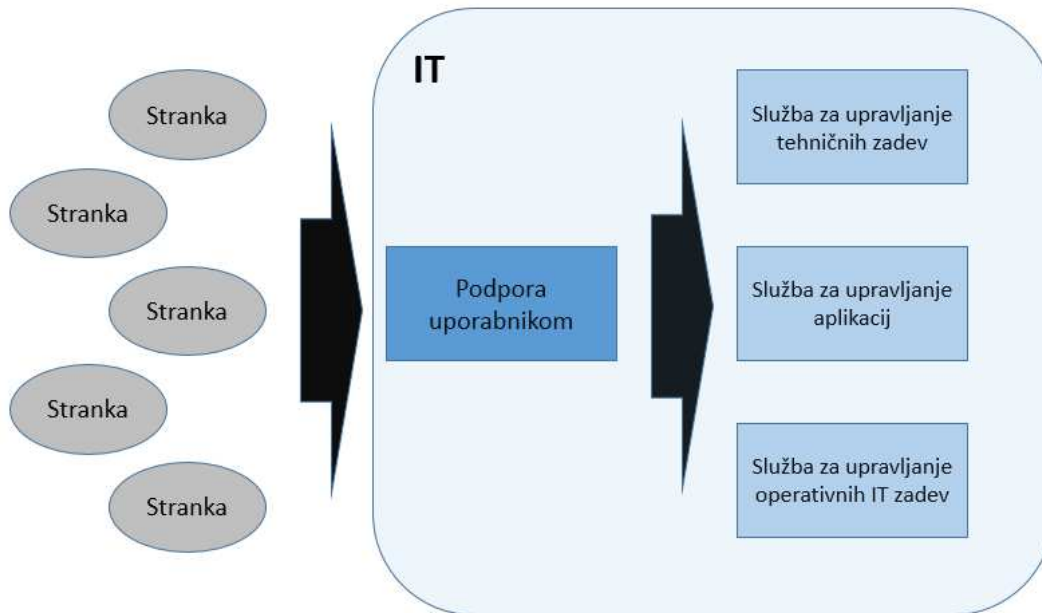 IT
Stranka
Stranka
Stranka
Stranka
Stranka
Podpora
uporabnikom
Služba za upravljanje
tehničnih zadev
Služba za upravljanje
aplikacij
Služba za upravljanje
operativnih IT zadev